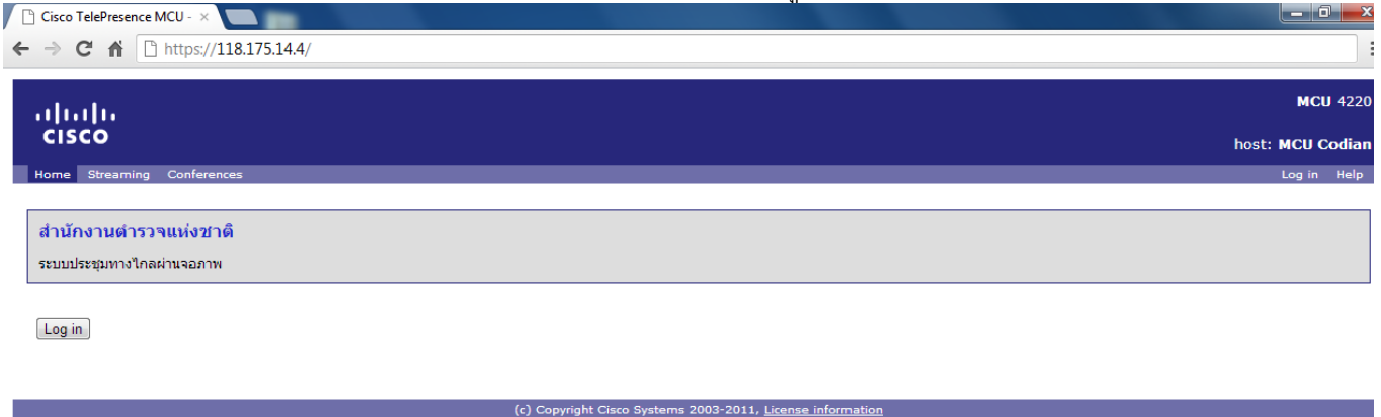 Cisco TelePresence MCU -
https://118.175.14.4/
CISCO
MCU 4220
host: MCU Codian
Home Streaming Conferences Log in Help
สำนักงานตำรวจแห่งชาติ
ระบบประชุมทางไกลผ่านจอภาพ
Log in
(c) Copyright Cisco Systems 2003-2011, License information